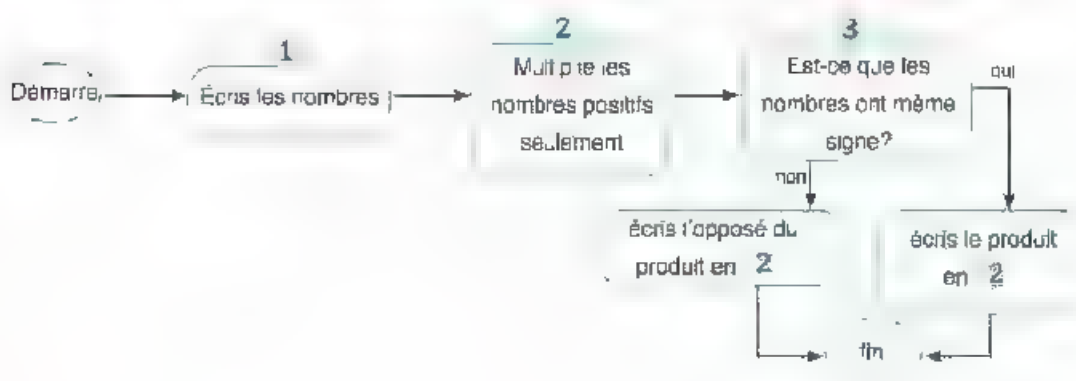 Démarre
1
Écris les nombres
2
Multiplie les
nombres positifs
seulement
3
Est-ce que les
nombres ont même
signe?
oui
non
écris l'opposé du
produit en 2
écris le produit
en 2
fin